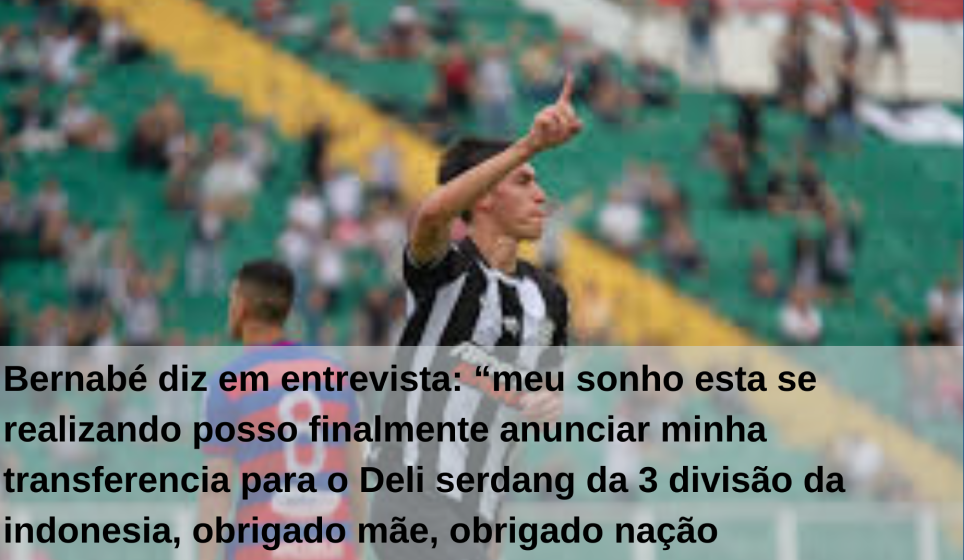 Bernabé diz em entrevista: “meu sonho esta se
realizando posso finalmente anunciar minha
transferencia para o Deli serdang da 3 divisão da
indonesia, obrigado mãe, obrigado nação
8